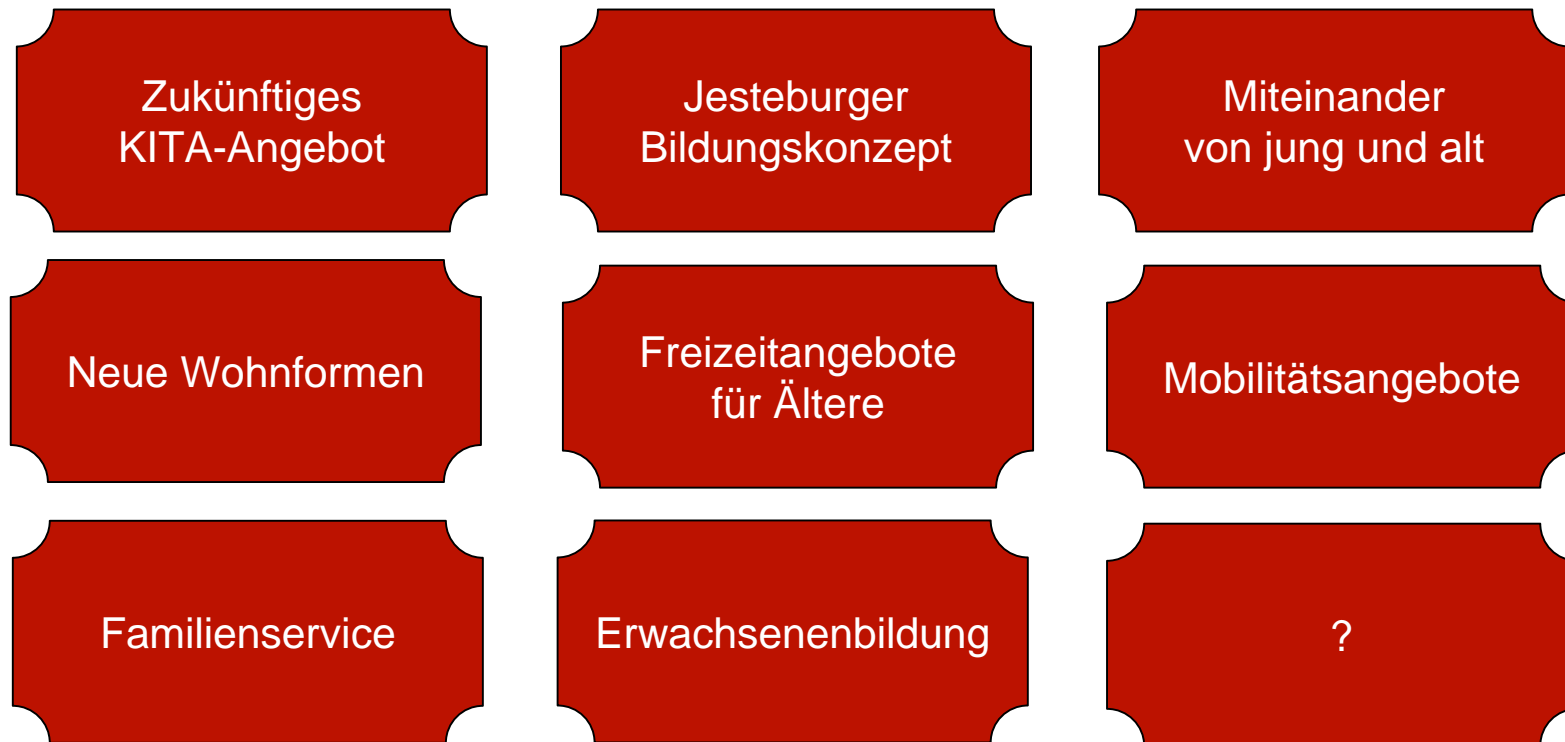 Zukünftiges
KITA-Angebot
Jesteburger
Bildungskonzept
Miteinander
von jung und alt
Neue Wohnformen
Freizeitangebote
für Ältere
Mobilitätsangebote
Familienservice
Erwachsenenbildung
?